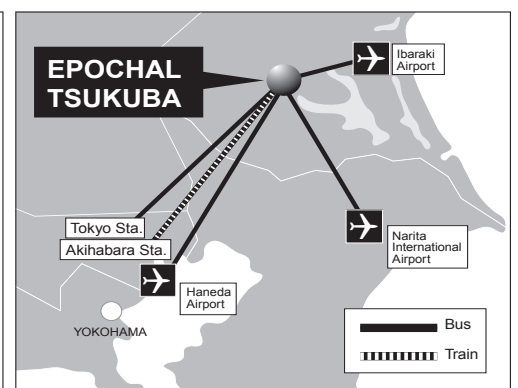 EPOCHAL
TSUKUBA
Ibaraki
Airport
Tokyo Sta.
Akihabara Sta.
Haneda
Airport
Narita
International
Airport
YOKOHAMA
Bus
Train